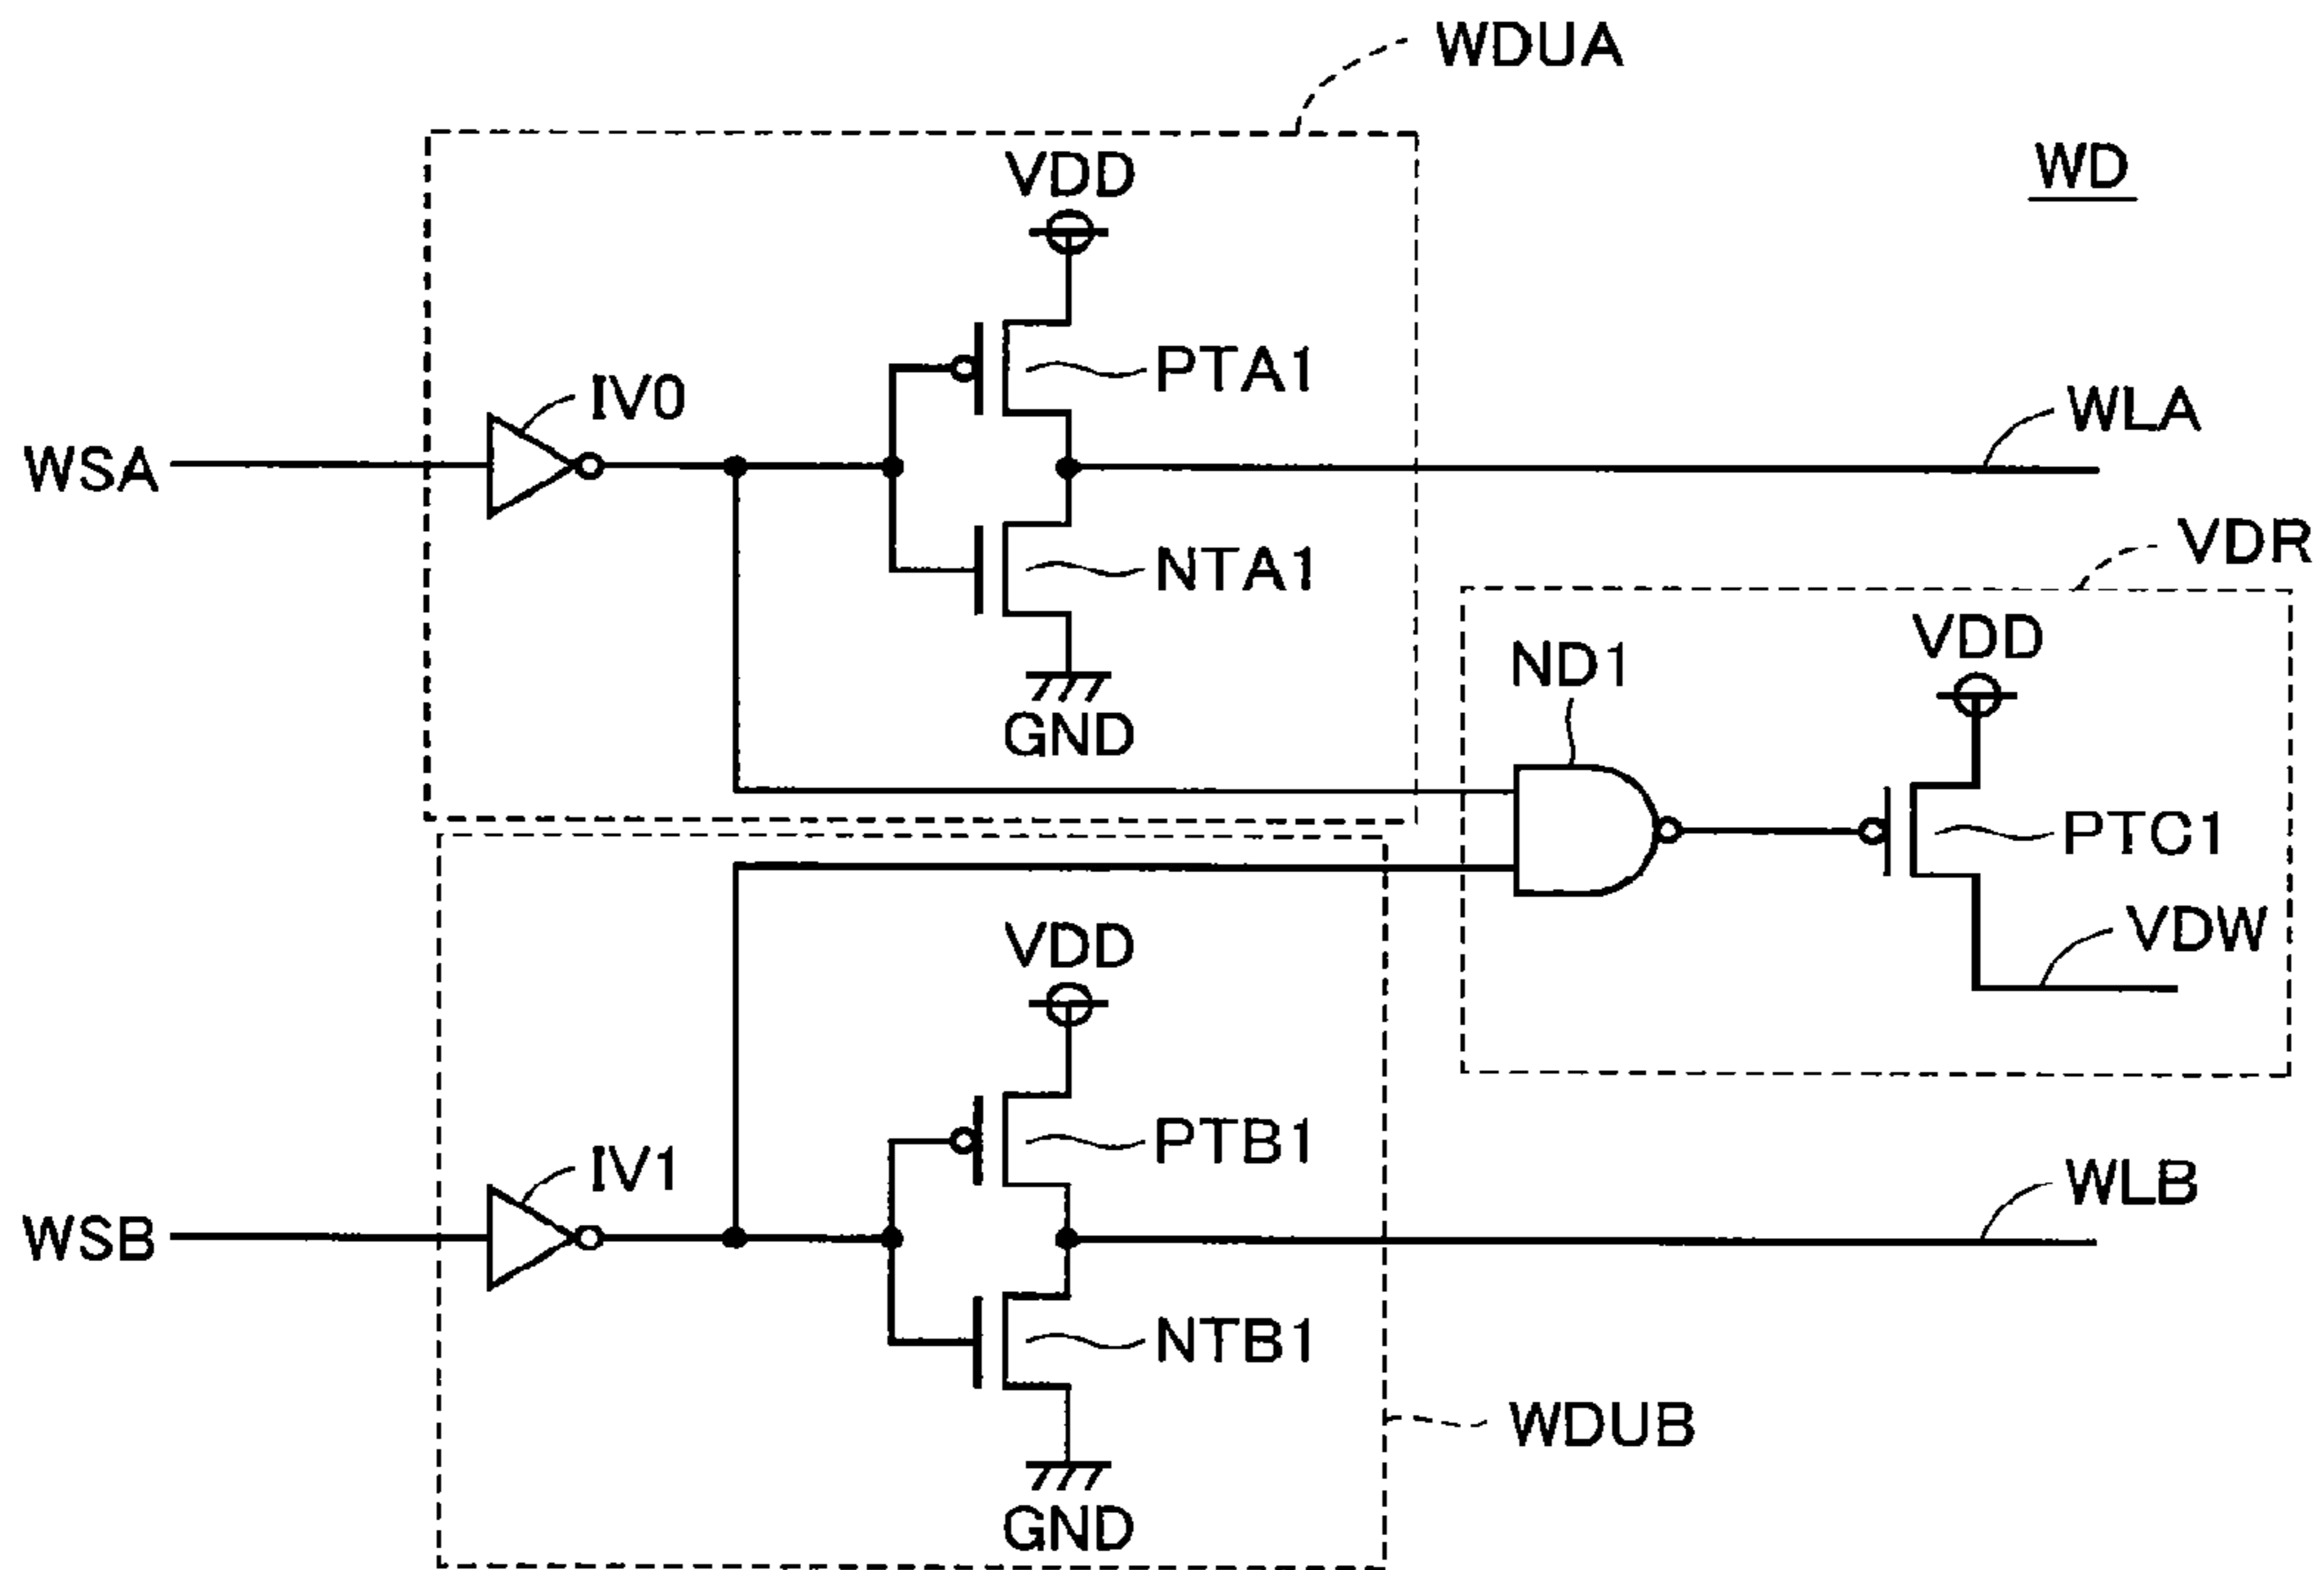 WDUA
WD
VDD
PTA1
IV0
WLA
WSA
VDR
NTA1
VDD
ND1
GND
PTC1
VDW
VDD
PTB1
IV1
WLB
WSB
NTB1
WDUB
GND